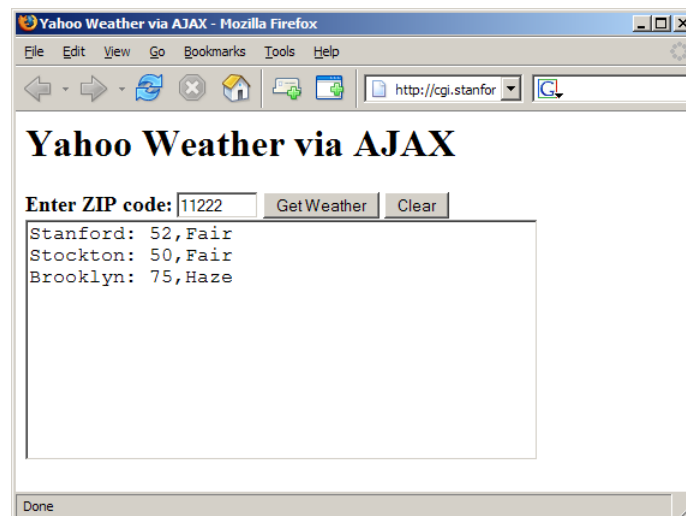 Yahoo Weather via AJAX - Mozilla Firefox
File Edit View Go Bookmarks Tools Help
http://cgi.stanfor G
Yahoo Weather via AJAX
Enter ZIP code: 11222 Get Weather Clear
Stanford: 52,Fair
Stockton: 50,Fair
Brooklyn: 75,Haze
Done